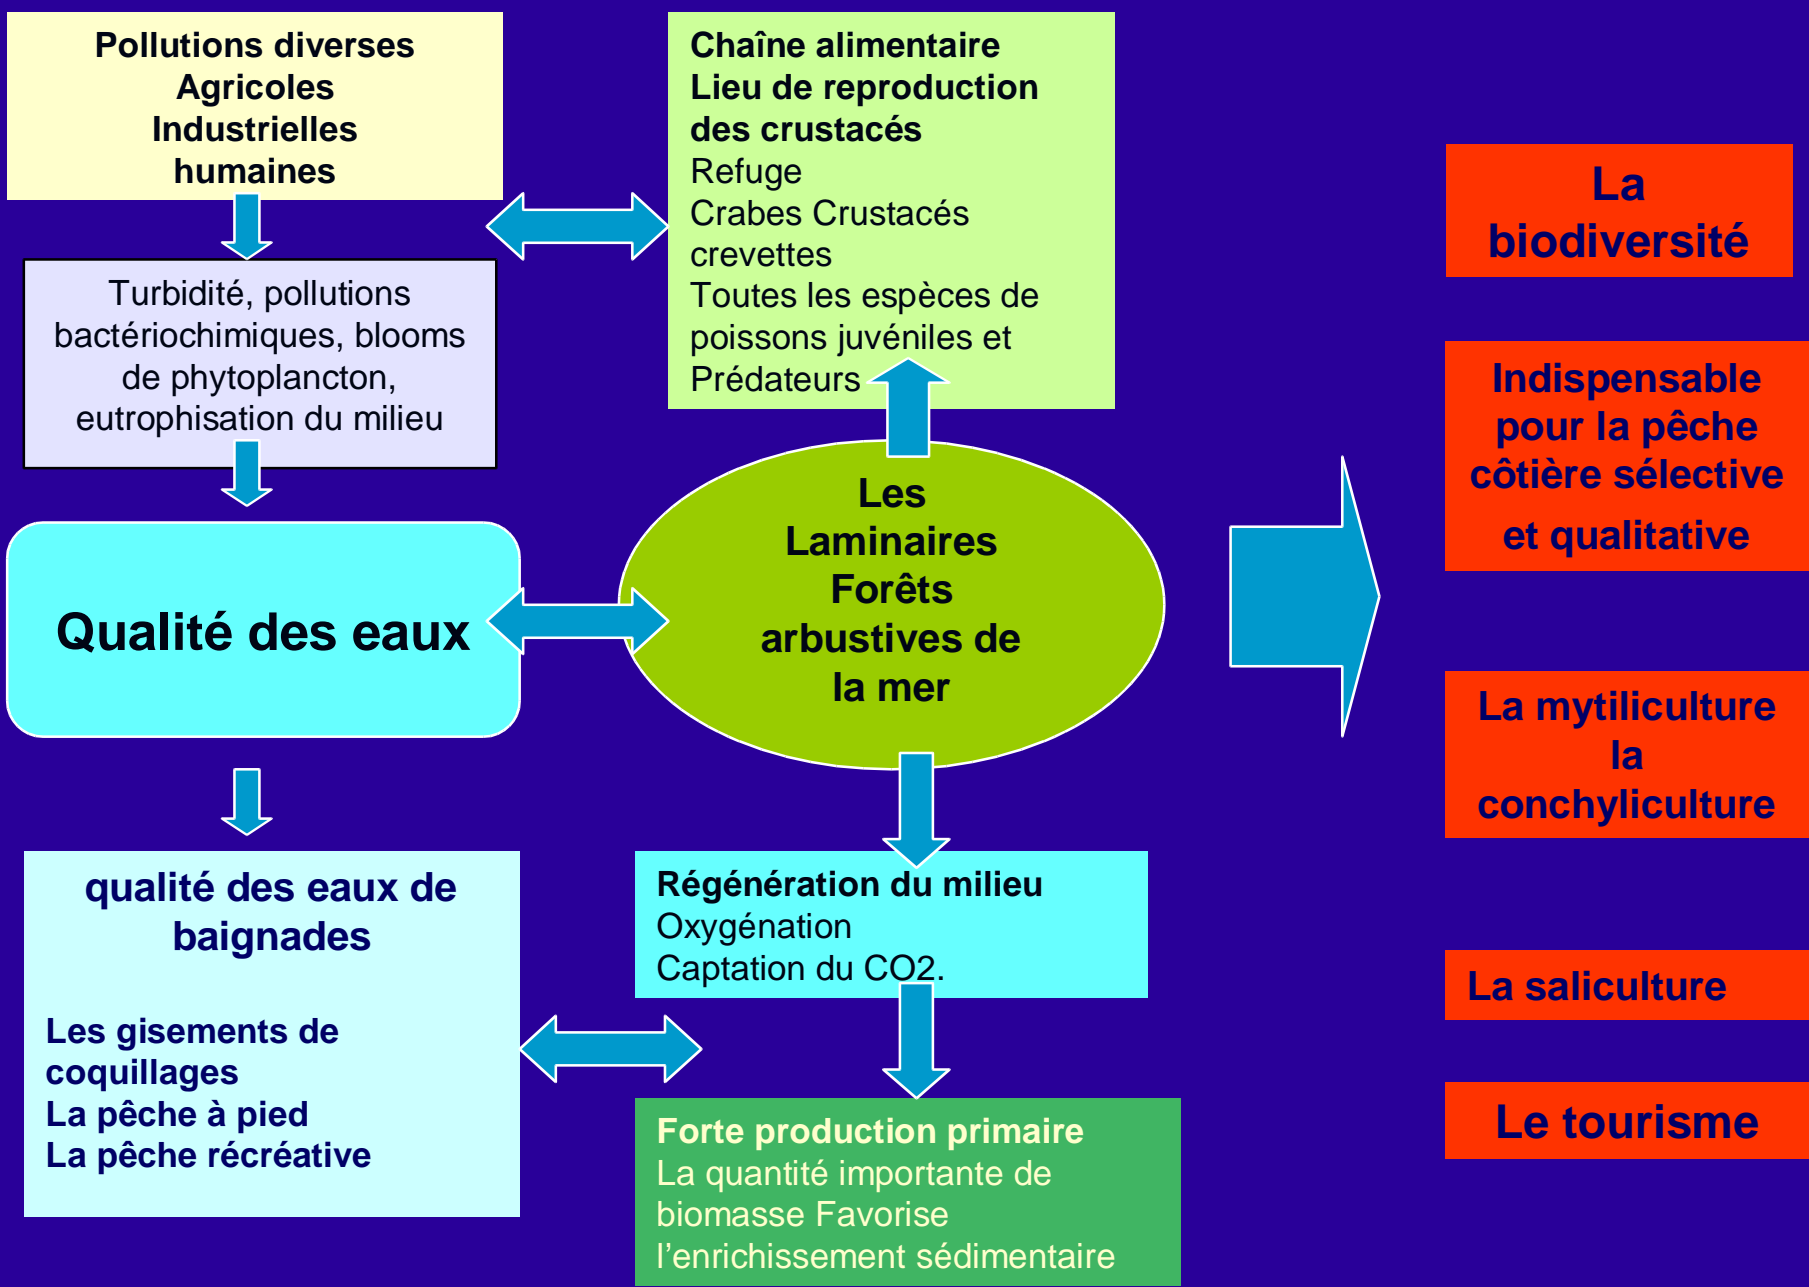 Pollutions diverses
Agricoles
Industrielles
humaines
Turbidité, pollutions
bactériochimiques, blooms
de phytoplancton,
eutrophisation du milieu
Qualité des eaux
qualité des eaux de
baignades
Les gisements de
coquillages
La pêche à pied
La pêche récréative
Chaîne alimentaire
Lieu de reproduction
des crustacés
Refuge
Crabes Crustacés
crevettes
Toutes les espèces de
poissons juvéniles et
Prédateurs
Les
Laminaires
Forêts
arbustives de
la mer
Régénération du milieu
Oxygénation
Captation du CO2.
Forte production primaire
La quantité importante de
biomasse Favorise
l’enrichissement sédimentaire
La
biodiversité
Indispensable
pour la pêche
côtière sélective
et qualitative
La mytiliculture
la
conchyliculture
La saliculture
Le tourisme